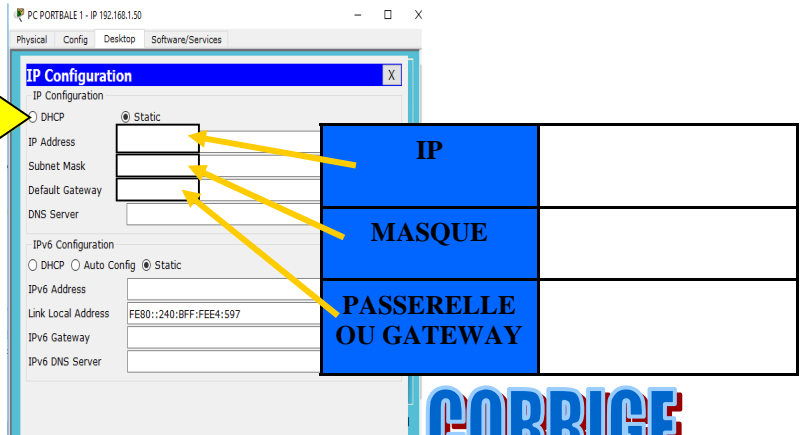 PC PORTBALE 1 - IP 192.168.1.50
Physical Config Desktop Software/Services
IP Configuration X
IP Configuration
DHCP Static
IP Address
Subnet Mask
Default Gateway
DNS Server
IPv6 Configuration
DHCP Auto Config Static
IPv6 Address
Link Local Address FE80::240:BFF:FEE4:597
IPv6 Gateway
IPv6 DNS Server
IP
MASQUE
PASSERELLE
OU GATEWAY
CORRIGE